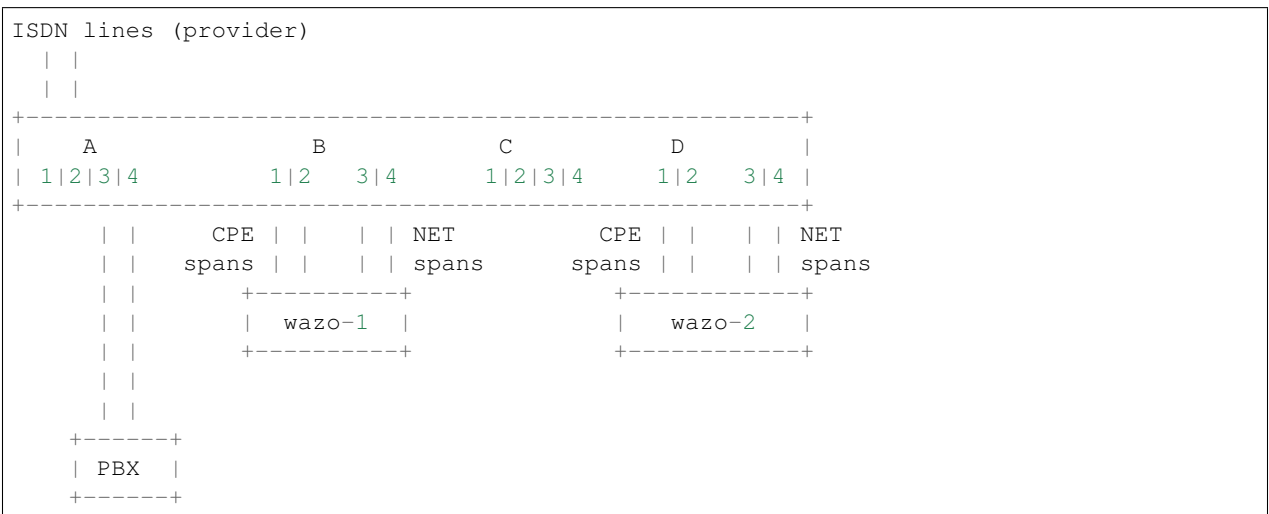 ISDN lines (provider)
| |
| |
+------------------------------------------------------+
|    A               B            C           D        |
| 1|2|3|4         1|2   3|4      1|2|3|4     1|2   3|4 |
+------------------------------------------------------+
      | |     CPE | |   | | NET          CPE | |   | | NET
      | |   spans | |   | | spans      spans | |   | | spans
      | |       +----------+              +------------+
      | |       |  wazo-1  |              |   wazo-2   |
      | |       +----------+              +------------+
      | |
      | |
    +------+
    | PBX  |
    +------+